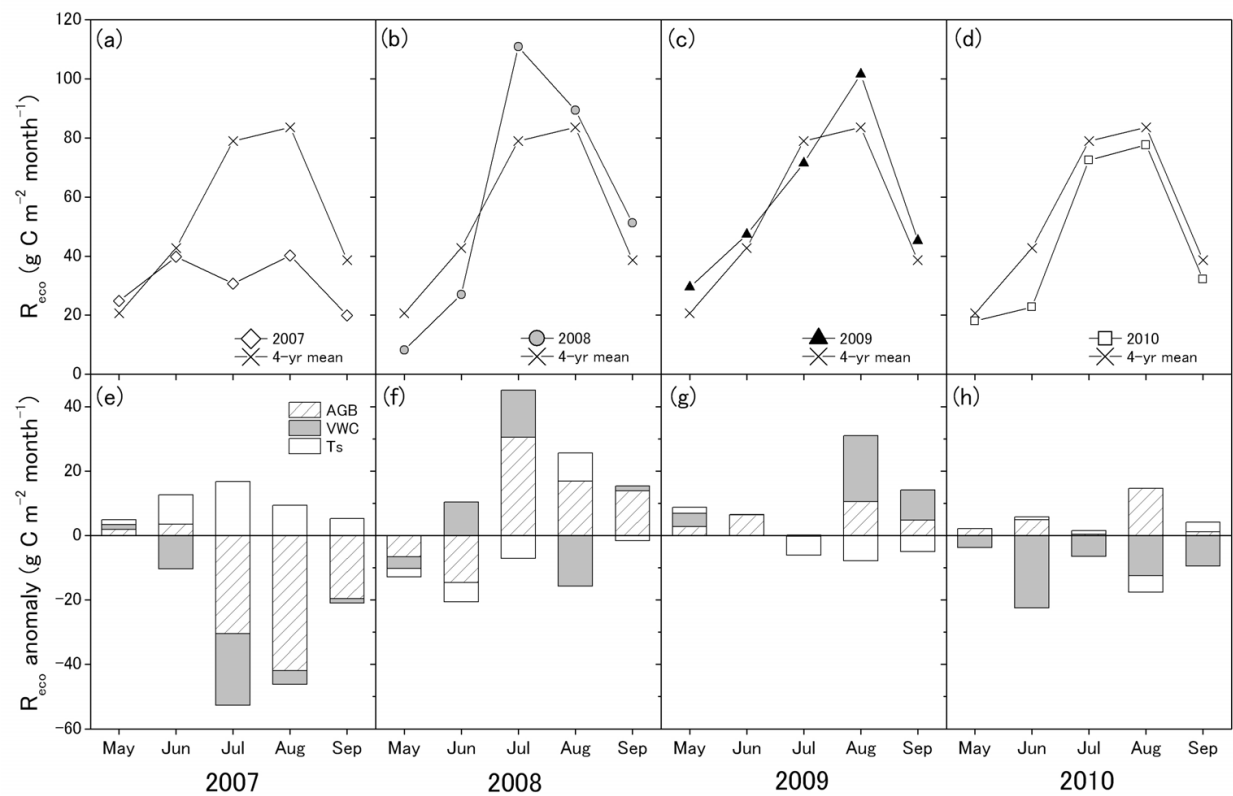 (a) (b) (c) (d)
120
100
80
60
40
20
0
R_eco (g C m⁻² month⁻¹)
2007
4-yr mean
2008
4-yr mean
2009
4-yr mean
2010
4-yr mean
(e) (f) (g) (h)
AGB
VWC
Ts
40
20
0
-20
-40
-60
R_eco anomaly (g C m⁻² month⁻¹)
May Jun Jul Aug Sep May Jun Jul Aug Sep May Jun Jul Aug Sep May Jun Jul Aug Sep
2007 2008 2009 2010